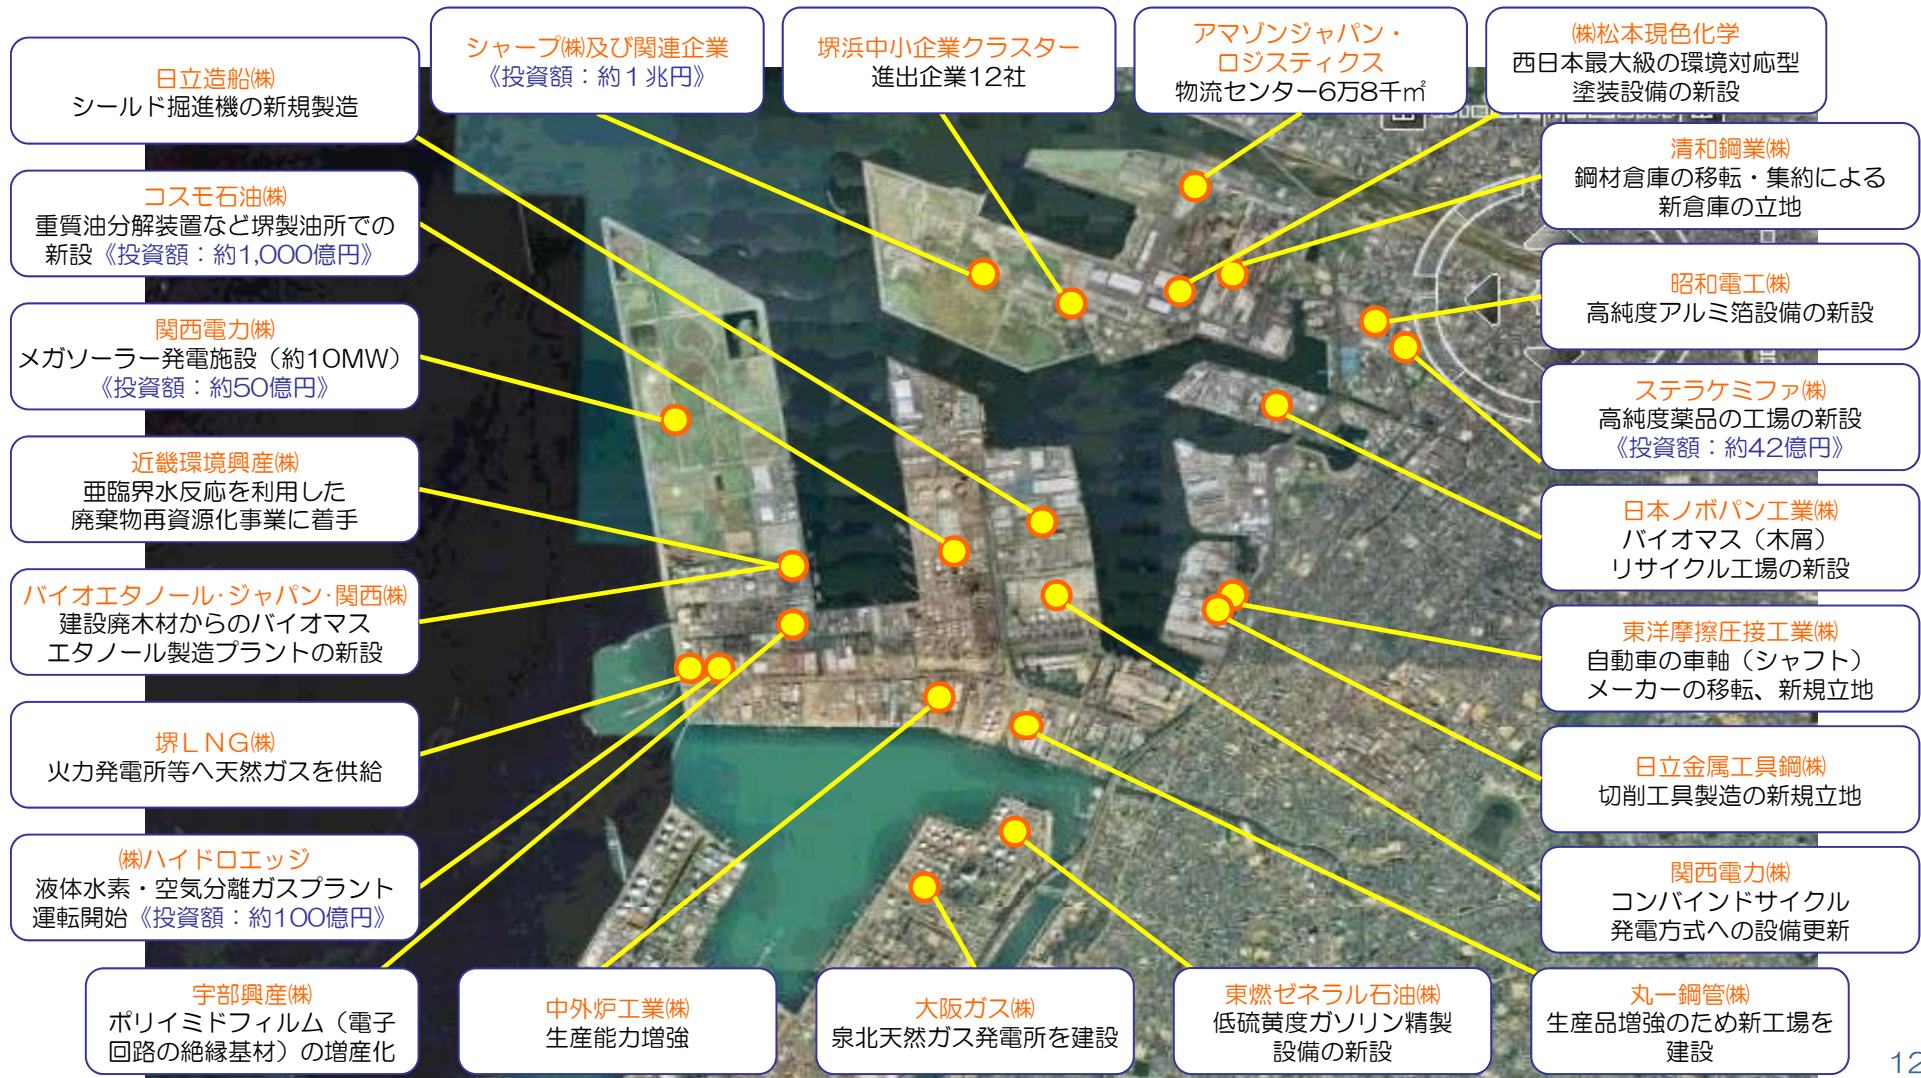 日立造船㈱
シールド掘進機の新規製造
シャープ㈱及び関連企業
《投資額：約１兆円》
堺浜中小企業クラスター
進出企業12社
アマゾンジャパン・
ロジスティクス
物流センター6万8千㎡
㈱松本現色化学
西日本最大級の環境対応型
塗装設備の新設
コスモ石油㈱
重質油分解装置など堺製油所での
新設《投資額：約1,000億円》
関西電力㈱
メガソーラー発電施設（約10MW）
《投資額：約50億円》
近畿環境興産㈱
亜臨界水反応を利用した
廃棄物再資源化事業に着手
バイオエタノール・ジャパン・関西㈱
建設廃木材からのバイオマス
エタノール製造プラントの新設
堺ＬＮＧ㈱
火力発電所等へ天然ガスを供給
㈱ハイドロエッジ
液体水素・空気分離ガスプラント
運転開始《投資額：約100億円》
清和鋼業㈱
鋼材倉庫の移転・集約による
新倉庫の立地
昭和電工㈱
高純度アルミ箔設備の新設
ステラケミファ㈱
高純度薬品の工場の新設
《投資額：約42億円》
日本ノボパン工業㈱
バイオマス（木屑）
リサイクル工場の新設
東洋摩擦圧接工業㈱
自動車の車軸（シャフト）
メーカーの移転、新規立地
日立金属工具鋼㈱
切削工具製造の新規立地
関西電力㈱
コンバインドサイクル
発電方式への設備更新
宇部興産㈱
ポリイミドフィルム（電子
回路の絶縁基材）の増産化
中外炉工業㈱
生産能力増強
大阪ガス㈱
泉北天然ガス発電所を建設
東燃ゼネラル石油㈱
低硫黄度ガソリン精製
設備の新設
丸一鋼管㈱
生産品増強のため新工場を
建設
12